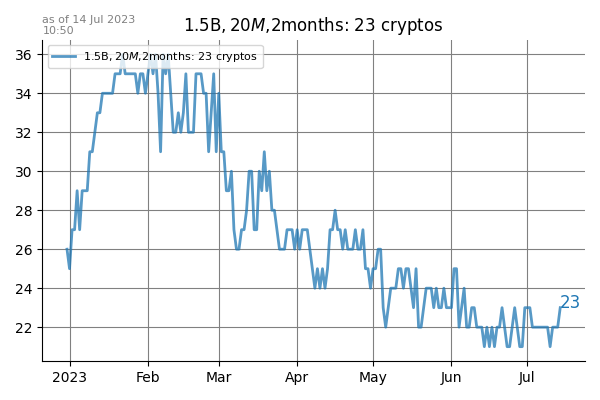 as of 14 Jul 2023
10:50
1.5B, 20M,2months: 23 cryptos
1.5B, 20M,2months: 23 cryptos
36
34
32
30
28
26
24
22
23
2023 Feb Mar Apr May Jun Jul